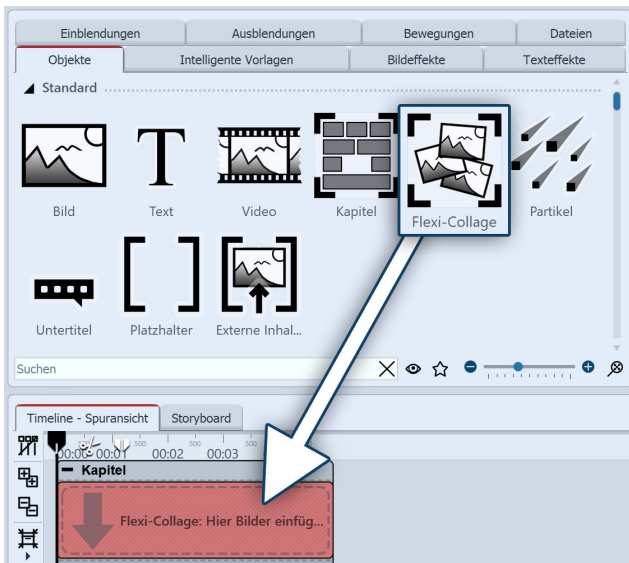 Einblendungen Ausblendungen Bewegungen Dateien
Objekte Intelligente Vorlagen Bildeffekte Texteffekte
Standard
Bild Text Video Kapitel Flexi-Collage Partikel
Untertitel Platzhalter Externe Inhal...
Suchen
Timeline - Spuransicht Storyboard
00:00 00:01 00:02 00:03
Kapitel
Flexi-Collage: Hier Bilder einfüg...